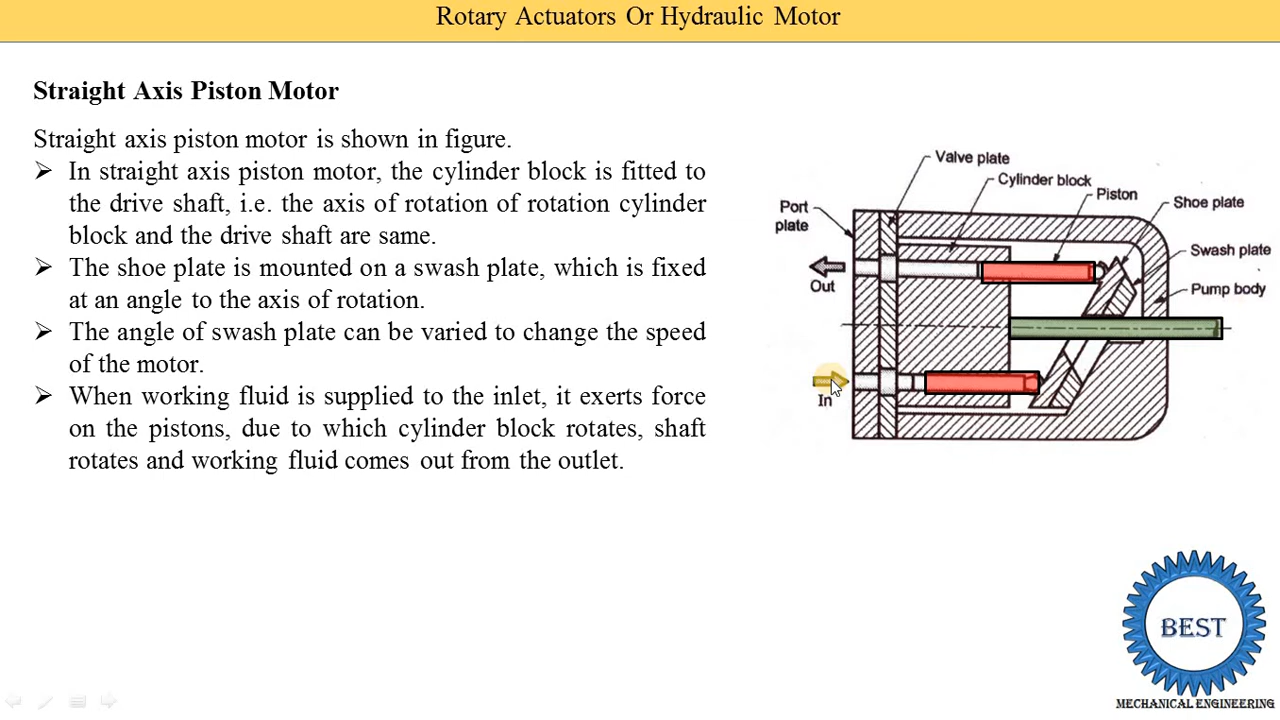 Rotary Actuators Or Hydraulic Motor
Straight Axis Piston Motor
Straight axis piston motor is shown in figure.
➢ In straight axis piston motor, the cylinder block is fitted to
the drive shaft, i.e. the axis of rotation of rotation cylinder
block and the drive shaft are same.
➢ The shoe plate is mounted on a swash plate, which is fixed
at an angle to the axis of rotation.
➢ The angle of swash plate can be varied to change the speed
of the motor.
➢ When working fluid is supplied to the inlet, it exerts force
on the pistons, due to which cylinder block rotates, shaft
rotates and working fluid comes out from the outlet.
Valve plate
Cylinder block
Piston
Shoe plate
Port
plate
Swash plate
Out
Pump body
In
BEST
MECHANICAL ENGINEERING